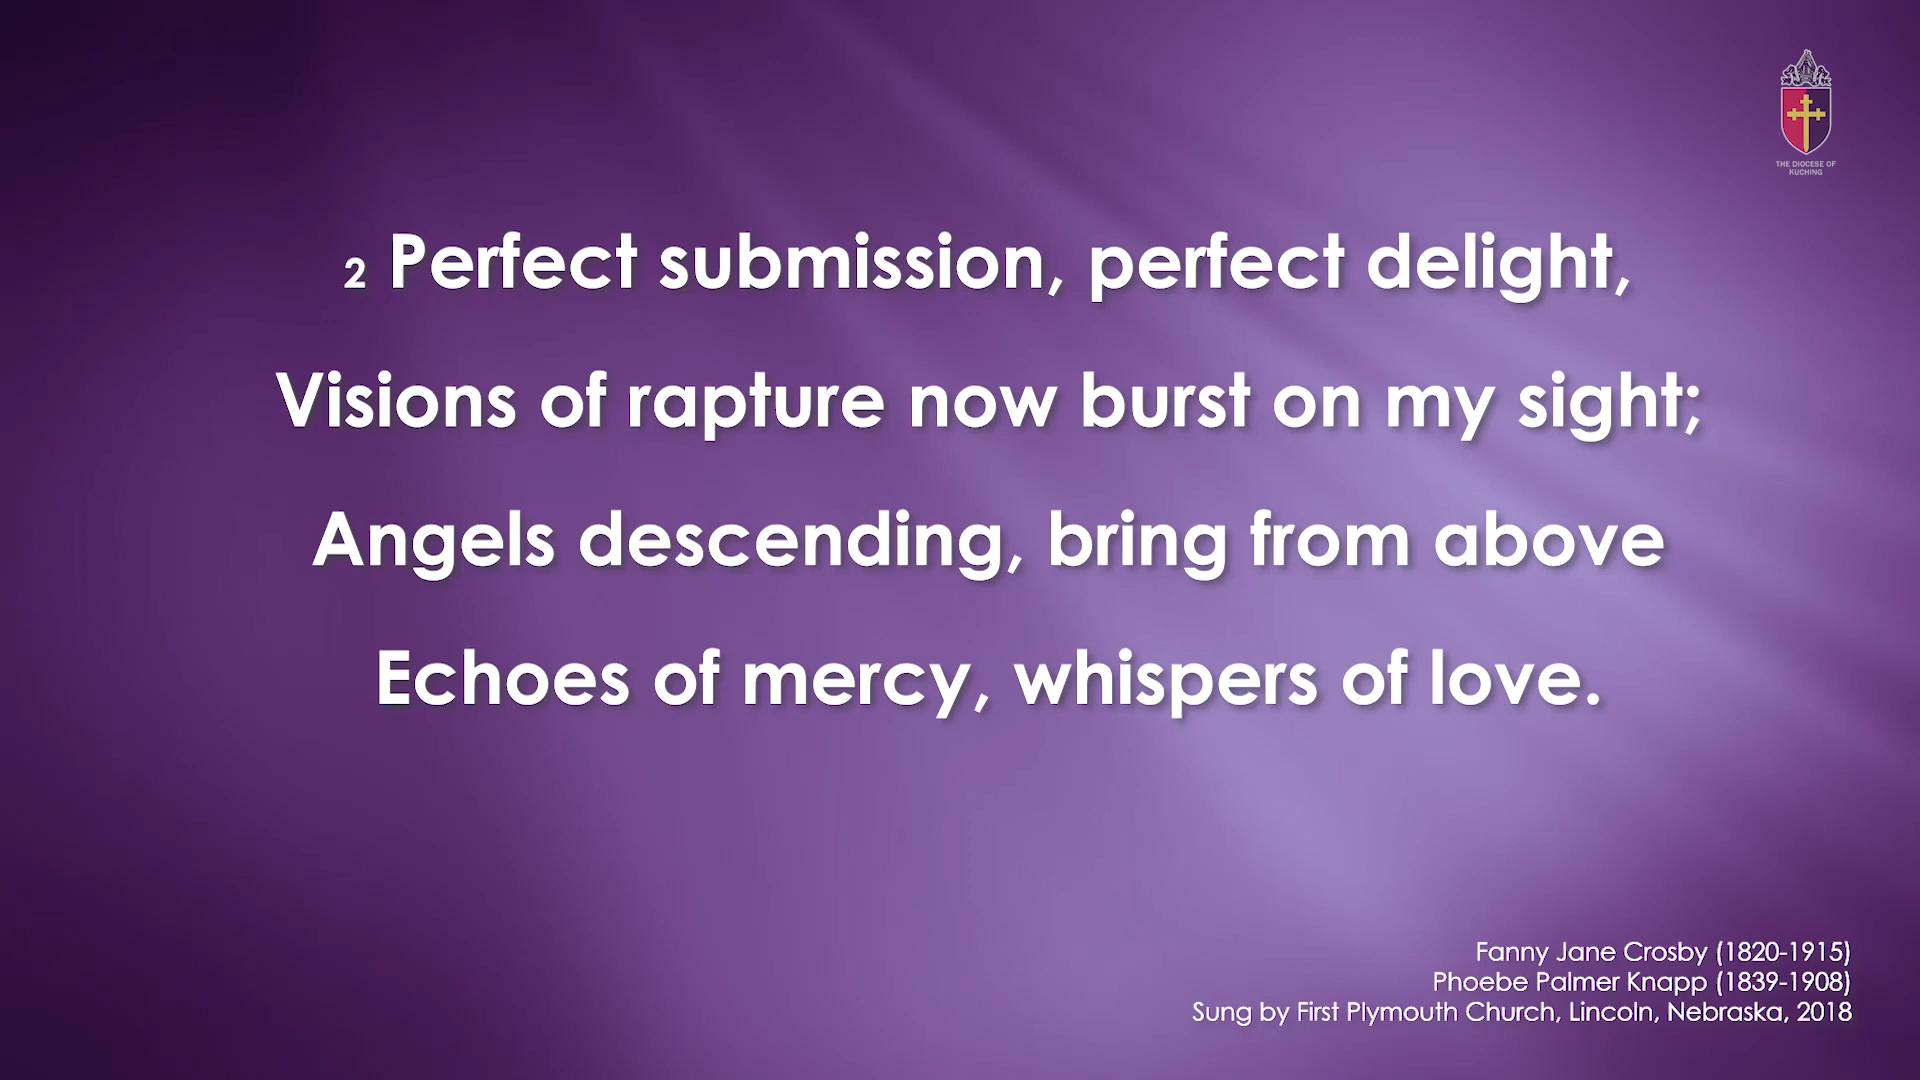 THE DIOCESE OF
KUCHING
2 Perfect submission, perfect delight,
Visions of rapture now burst on my sight;
Angels descending, bring from above
Echoes of mercy, whispers of love.
Fanny Jane Crosby (1820-1915)
Phoebe Palmer Knapp (1839-1908)
Sung by First Plymouth Church, Lincoln, Nebraska, 2018